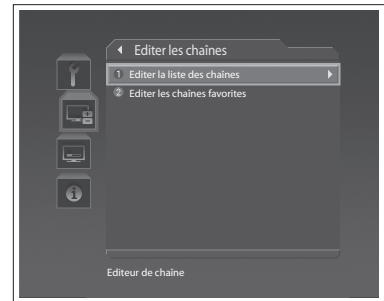 Editer les chaînes
1 Editer la liste des chaînes
2 Editer les chaînes favorites
Editeur de chaîne